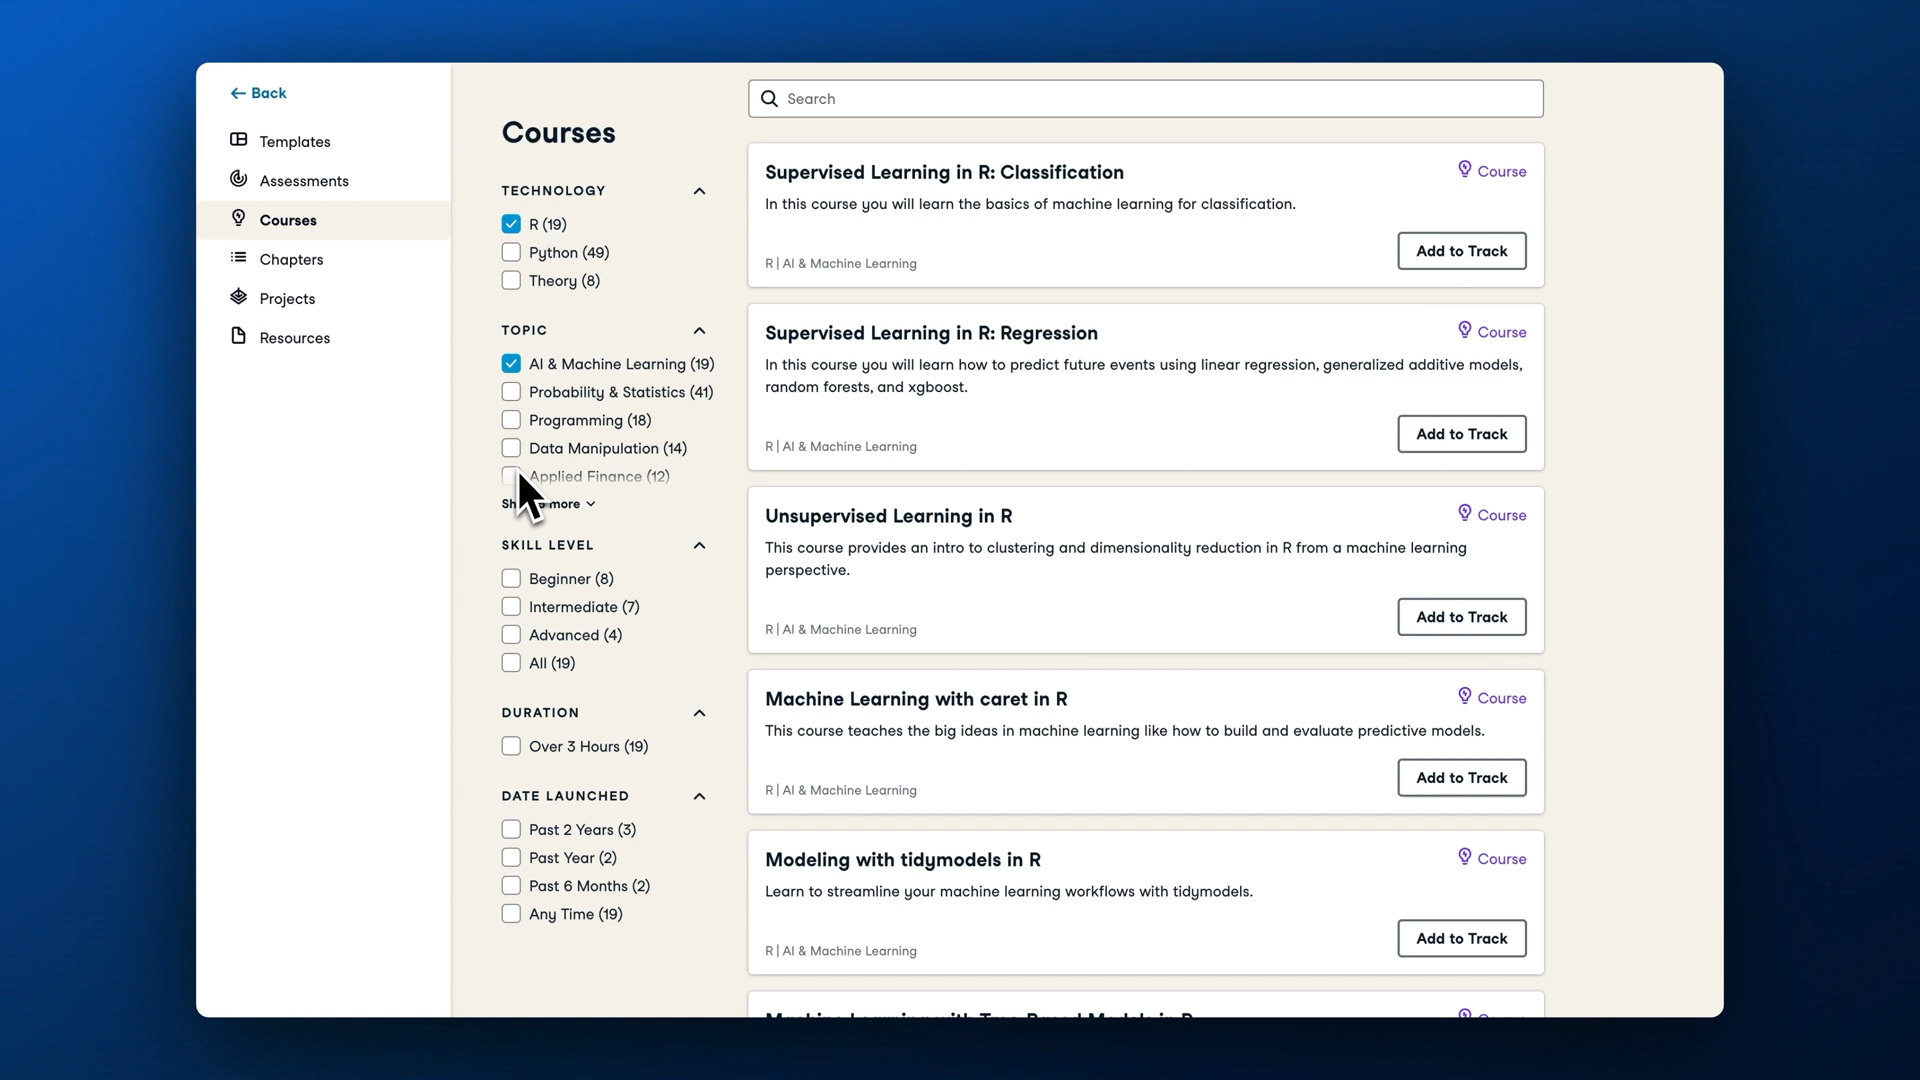 Back
Templates
Assessments
Courses
Chapters
Projects
Resources
Courses
TECHNOLOGY
R (19)
Python (49)
Theory (8)
TOPIC
AI & Machine Learning (19)
Probability & Statistics (41)
Programming (18)
Data Manipulation (14)
Applied Finance (12)
more
SKILL LEVEL
Beginner (8)
Intermediate (7)
Advanced (4)
All (19)
DURATION
Over 3 Hours (19)
DATE LAUNCHED
Past 2 Years (3)
Past Year (2)
Past 6 Months (2)
Any Time (19)
Search
Supervised Learning in R: Classification
Course
In this course you will learn the basics of machine learning for classification.
R | AI & Machine Learning
Add to Track
Supervised Learning in R: Regression
Course
In this course you will learn how to predict future events using linear regression, generalized additive models,
random forests, and xgboost.
R | AI & Machine Learning
Add to Track
Unsupervised Learning in R
Course
This course provides an intro to clustering and dimensionality reduction in R from a machine learning
perspective.
R | AI & Machine Learning
Add to Track
Machine Learning with caret in R
Course
This course teaches the big ideas in machine learning like how to build and evaluate predictive models.
R | AI & Machine Learning
Add to Track
Modeling with tidymodels in R
Course
Learn to streamline your machine learning workflows with tidymodels.
R | AI & Machine Learning
Add to Track
Machine Learning with Tree-Based Models in R
Course